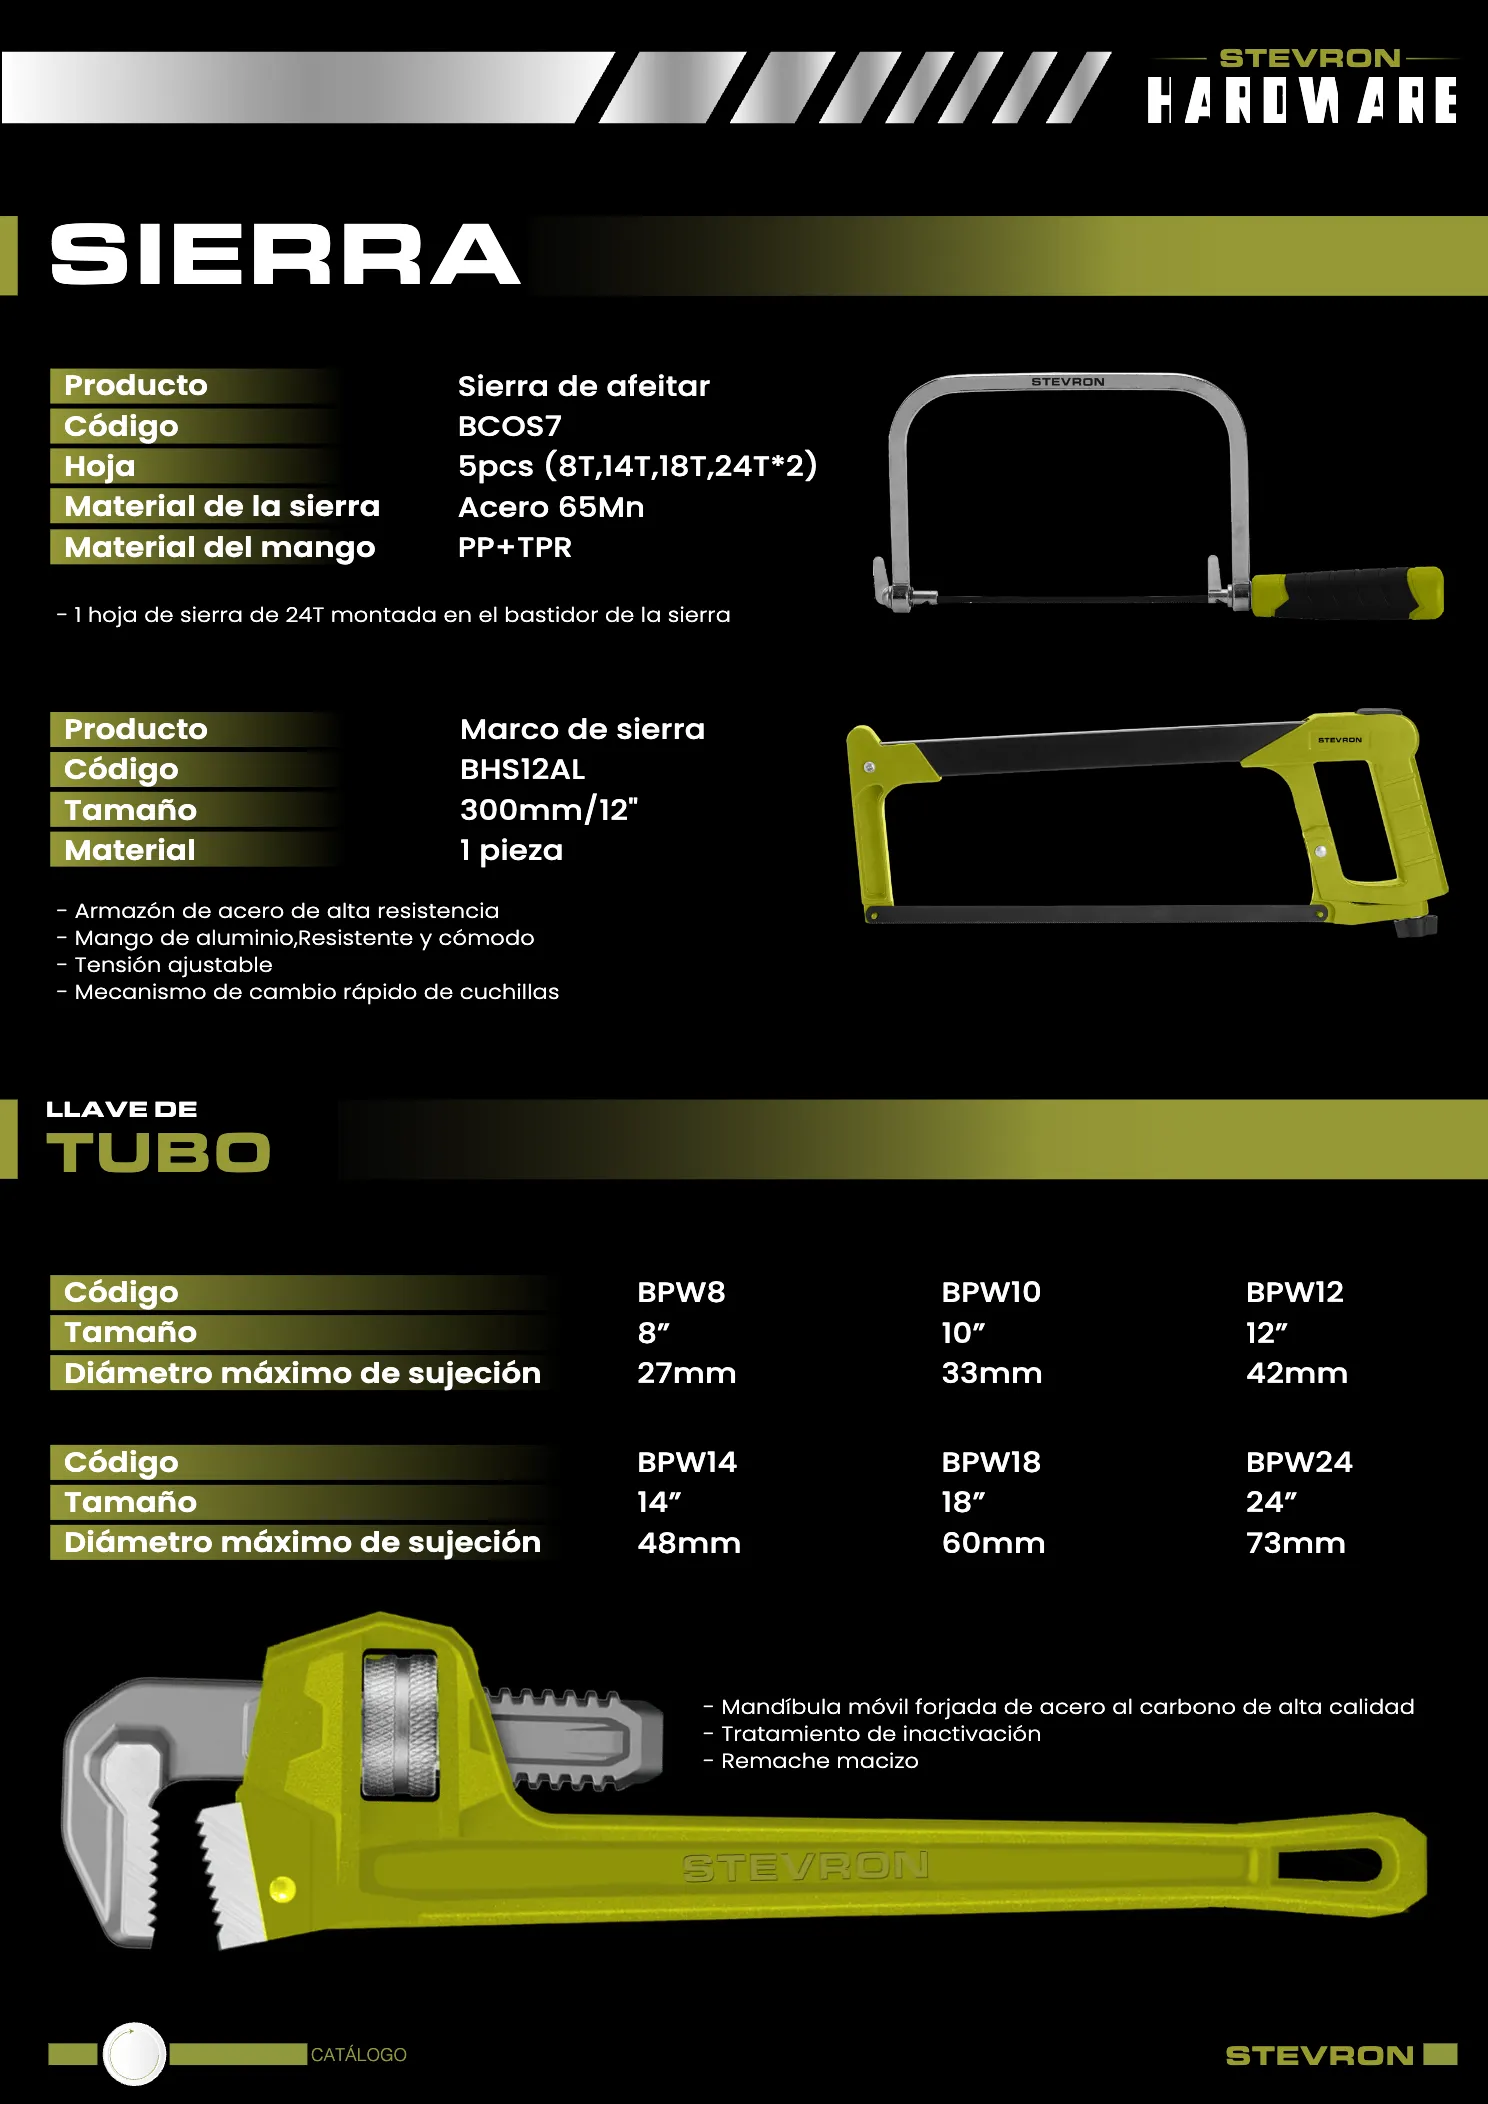 STEVRON
HARDWARE
SIERRA
Producto Sierra de afeitar
Código BCOS7
Hoja 5pcs (8T,14T,18T,24T*2)
Material de la sierra Acero 65Mn
Material del mango PP+TPR
- 1 hoja de sierra de 24T montada en el bastidor de la sierra
STEVRON
Producto Marco de sierra
Código BHS12AL
Tamaño 300mm/12"
Material 1 pieza
- Armazón de acero de alta resistencia
- Mango de aluminio,Resistente y cómodo
- Tensión ajustable
- Mecanismo de cambio rápido de cuchillas
STEVRON
LLAVE DE
TUBO
Código BPW8 BPW10 BPW12
Tamaño 8” 10” 12”
Diámetro máximo de sujeción 27mm 33mm 42mm
Código BPW14 BPW18 BPW24
Tamaño 14” 18” 24”
Diámetro máximo de sujeción 48mm 60mm 73mm
- Mandíbula móvil forjada de acero al carbono de alta calidad
- Tratamiento de inactivación
- Remache macizo
STEVRON
CATÁLOGO
STEVRON